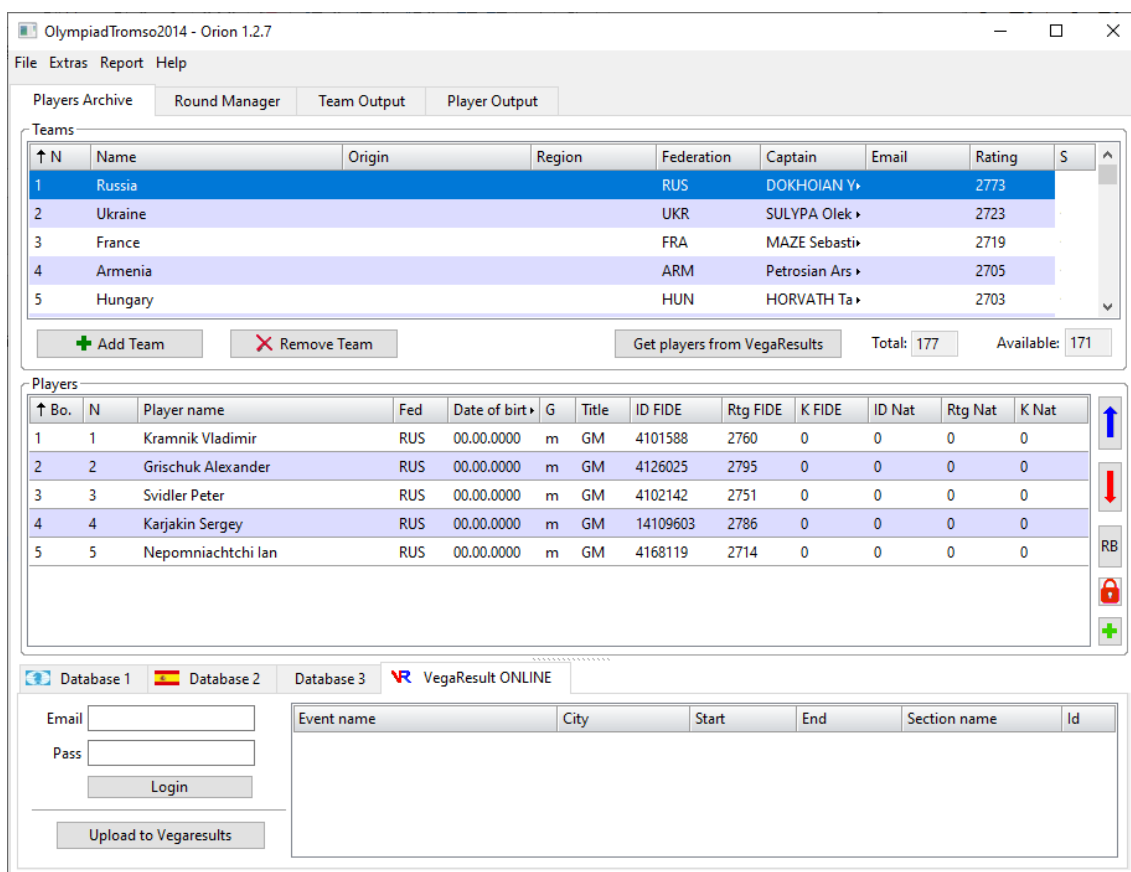 OlympiadTromso2014 - Orion 1.2.7
File Extras Report Help
Players Archive Round Manager Team Output Player Output
Teams
N Name Origin Region Federation Captain Email Rating S
1 Russia RUS DOKHOIAN Y 2773
2 Ukraine UKR SULYPA Olek 2723
3 France FRA MAZE Sebasti 2719
4 Armenia ARM Petrosian Ars 2705
5 Hungary HUN HORVATH Ta 2703
Add Team Remove Team Get players from VegaResults Total: 177 Available: 171
Players
Bo. N Player name Fed Date of birt G Title ID FIDE Rtg FIDE K FIDE ID Nat Rtg Nat K Nat
1 1 Kramnik Vladimir RUS 00.00.0000 m GM 4101588 2760 0 0 0 0
2 2 Grischuk Alexander RUS 00.00.0000 m GM 4126025 2795 0 0 0 0
3 3 Svidler Peter RUS 00.00.0000 m GM 4102142 2751 0 0 0 0
4 4 Karjakin Sergey RUS 00.00.0000 m GM 14109603 2786 0 0 0 0
5 5 Nepomniachtchi Ian RUS 00.00.0000 m GM 4168119 2714 0 0 0 0
RB
Database 1 Database 2 Database 3 VR VegaResult ONLINE
Email Event name City Start End Section name Id
Pass
Login
Upload to Vegaresults